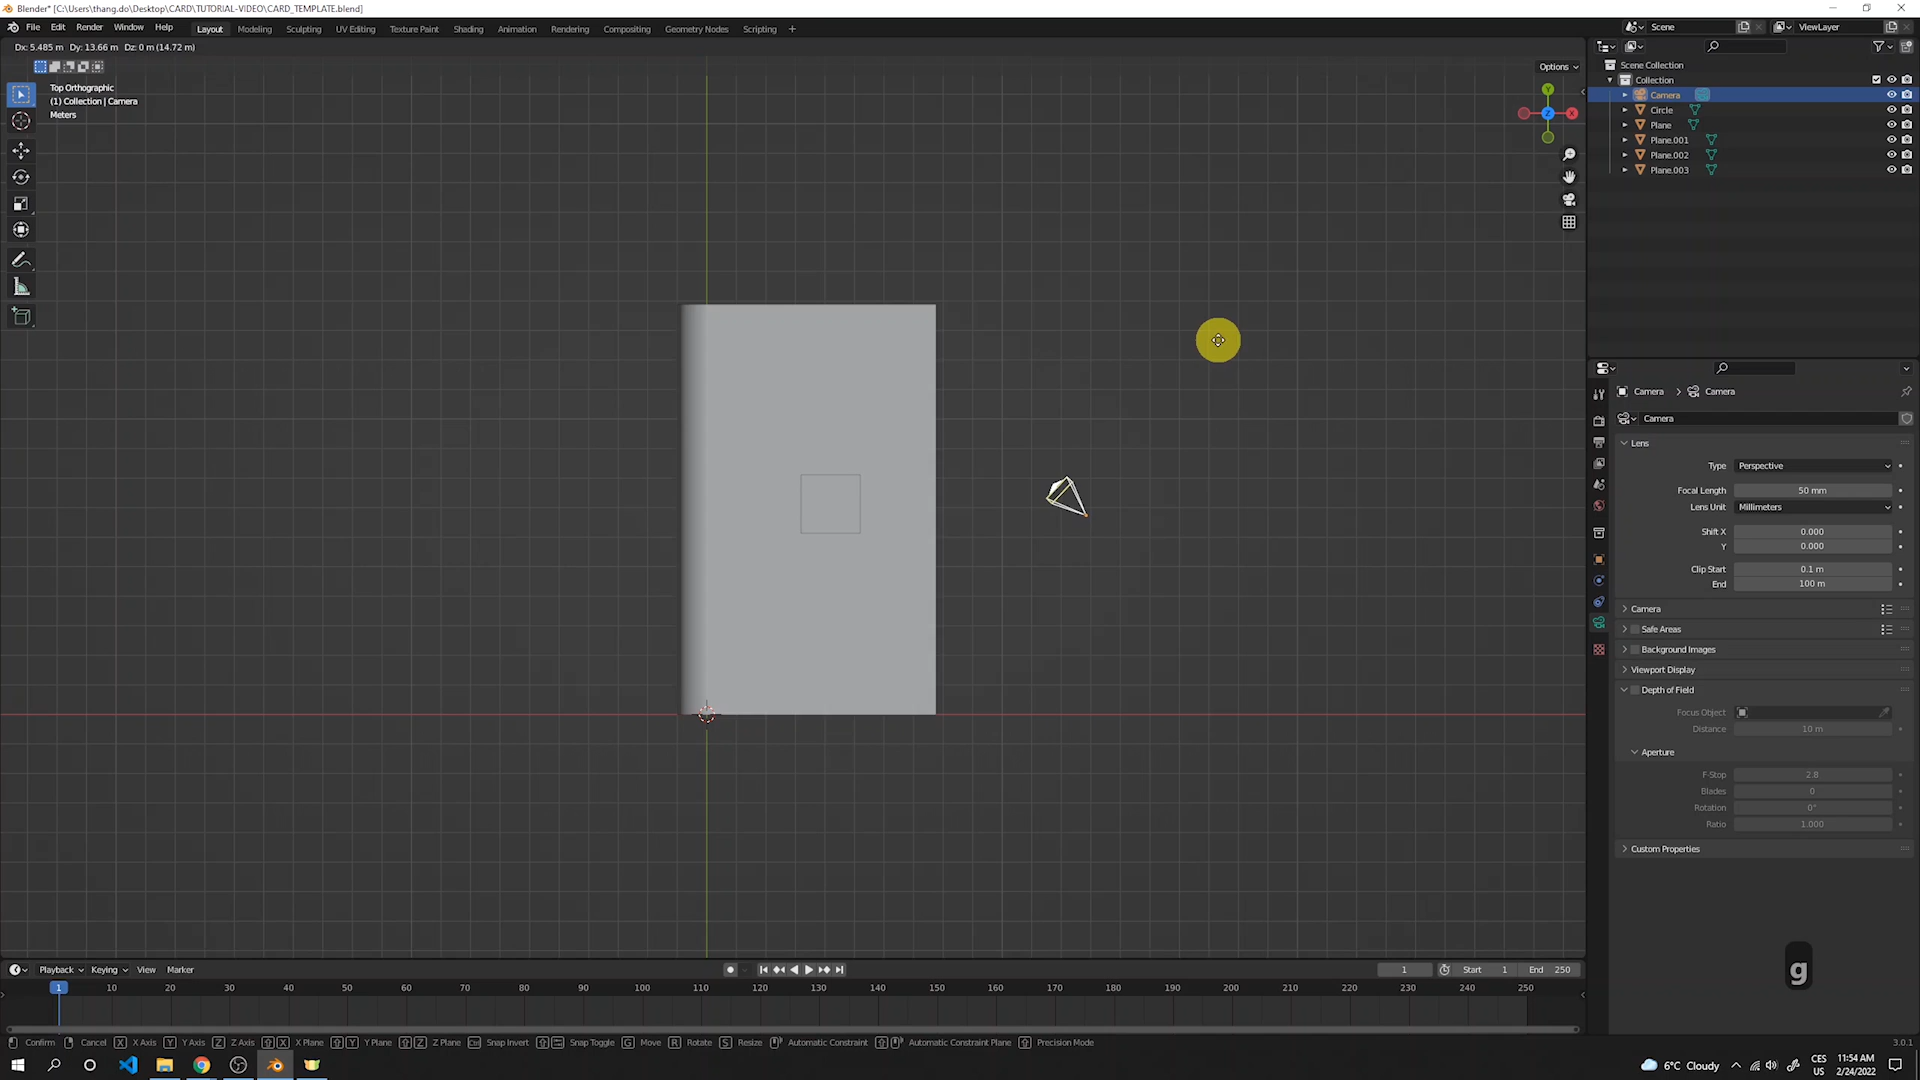 Blender* [C:\Users\thang.do\Desktop\CARD\TUTORIAL-VIDEO\CARD_TEMPLATE.blend]
File Edit Render Window Help Layout Modeling Sculpting UV Editing Texture Paint Shading Animation Rendering Compositing Geometry Nodes Scripting + Scene ViewLayer
Dx: 5.485 m Dy: 13.66 m Dz: 0 m (14.72 m)
Options
Top Orthographic
(1) Collection | Camera
Meters
Y
Z
X
Scene Collection
Collection
Camera
Circle
Plane
Plane.001
Plane.002
Plane.003
Camera > Camera
Camera
Lens
Type Perspective
Focal Length 50 mm
Lens Unit Millimeters
Shift X 0.000
Y 0.000
Clip Start 0.1 m
End 100 m
Camera
Safe Areas
Background Images
Viewport Display
Depth of Field
Focus Object
Distance 10 m
Aperture
F-Stop 2.8
Blades 0
Rotation 0°
Ratio 1.000
Custom Properties
g
Playback Keying View Marker 1 Start 1 End 250
1 10 20 30 40 50 60 70 80 90 100 110 120 130 140 150 160 170 180 190 200 210 220 230 240 250
Confirm Cancel X X Axis Y Y Axis Z Z Axis X X Plane Y Y Plane Z Z Plane Snap Invert Snap Toggle G Move R Rotate S Resize Automatic Constraint Automatic Constraint Plane Precision Mode 3.0.1
6°C Cloudy CES US 11:54 AM 2/24/2022